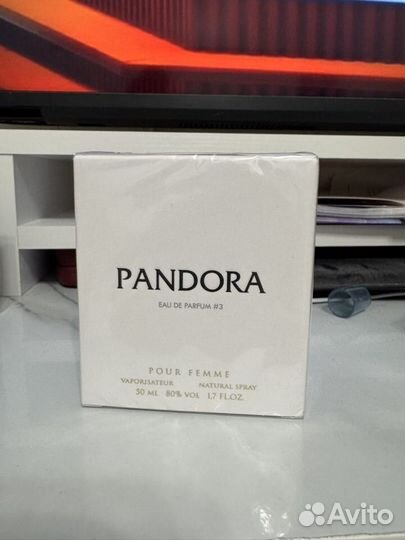 PANDORA
EAU DE PARFUM #3
POUR FEMME
VAPORISATEUR NATURAL SPRAY
50 ML 80% VOL 1,7 FL.OZ.
Avito